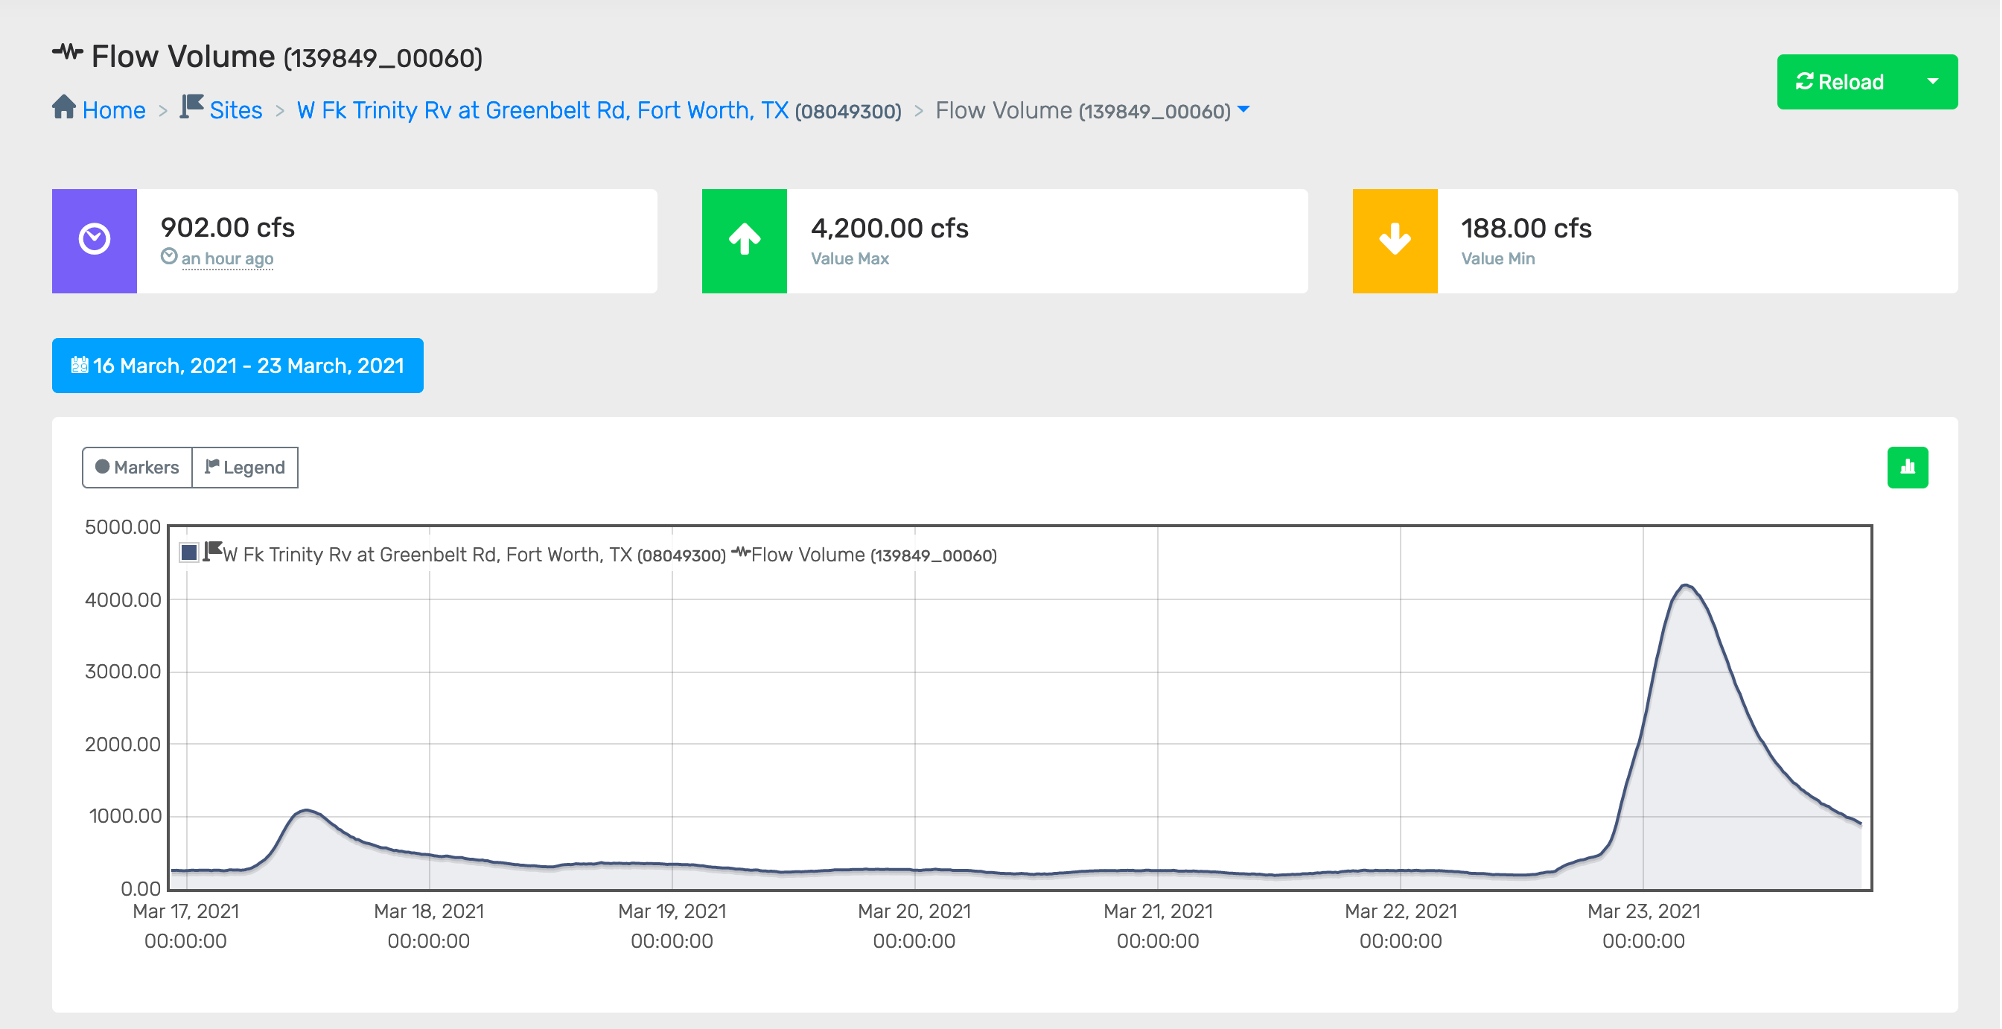 Flow Volume (139849_00060)
Reload
Home > Sites > W Fk Trinity Rv at Greenbelt Rd, Fort Worth, TX (08049300) > Flow Volume (139849_00060)
902.00 cfs
an hour ago
4,200.00 cfs
Value Max
188.00 cfs
Value Min
16 March, 2021 - 23 March, 2021
Markers Legend
W Fk Trinity Rv at Greenbelt Rd, Fort Worth, TX (08049300) Flow Volume (139849_00060)
5000.00
4000.00
3000.00
2000.00
1000.00
0.00
Mar 17, 2021 Mar 18, 2021 Mar 19, 2021 Mar 20, 2021 Mar 21, 2021 Mar 22, 2021 Mar 23, 2021
00:00:00 00:00:00 00:00:00 00:00:00 00:00:00 00:00:00 00:00:00